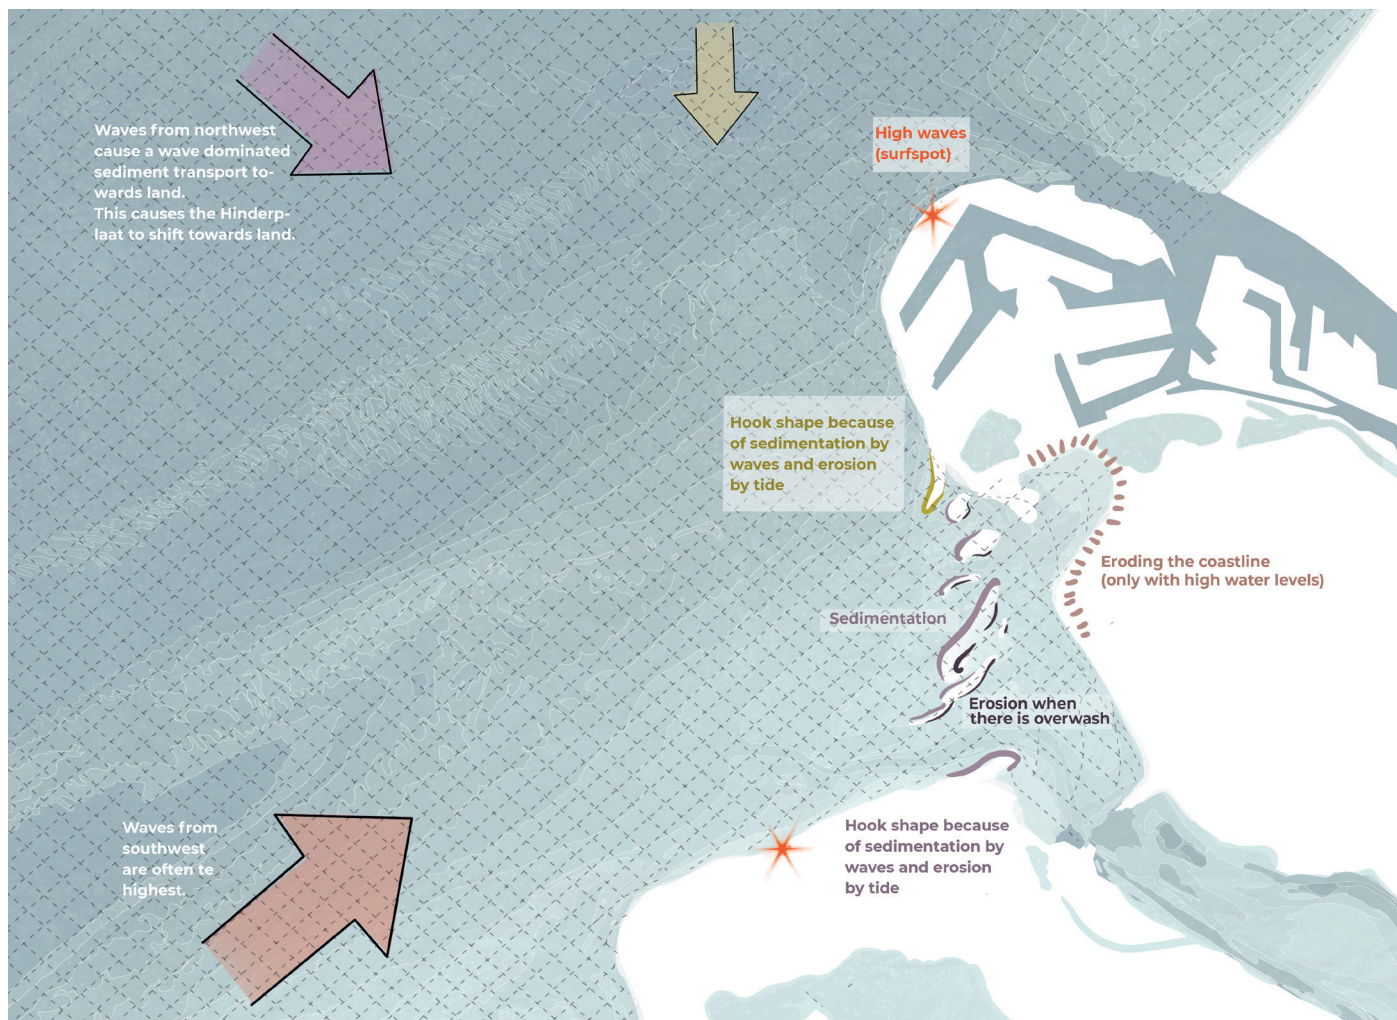 Waves from northwest
cause a wave dominated
sediment transport to-
wards land.
This causes the Hinderp-
laat to shift towards land.
High waves
(surfspot)
Hook shape because
of sedimentation by
waves and erosion
by tide
Eroding the coastline
(only with high water levels)
Sedimentation
Erosion when
there is overwash
Waves from
southwest
are often te
highest.
Hook shape because
of sedimentation by
waves and erosion
by tide